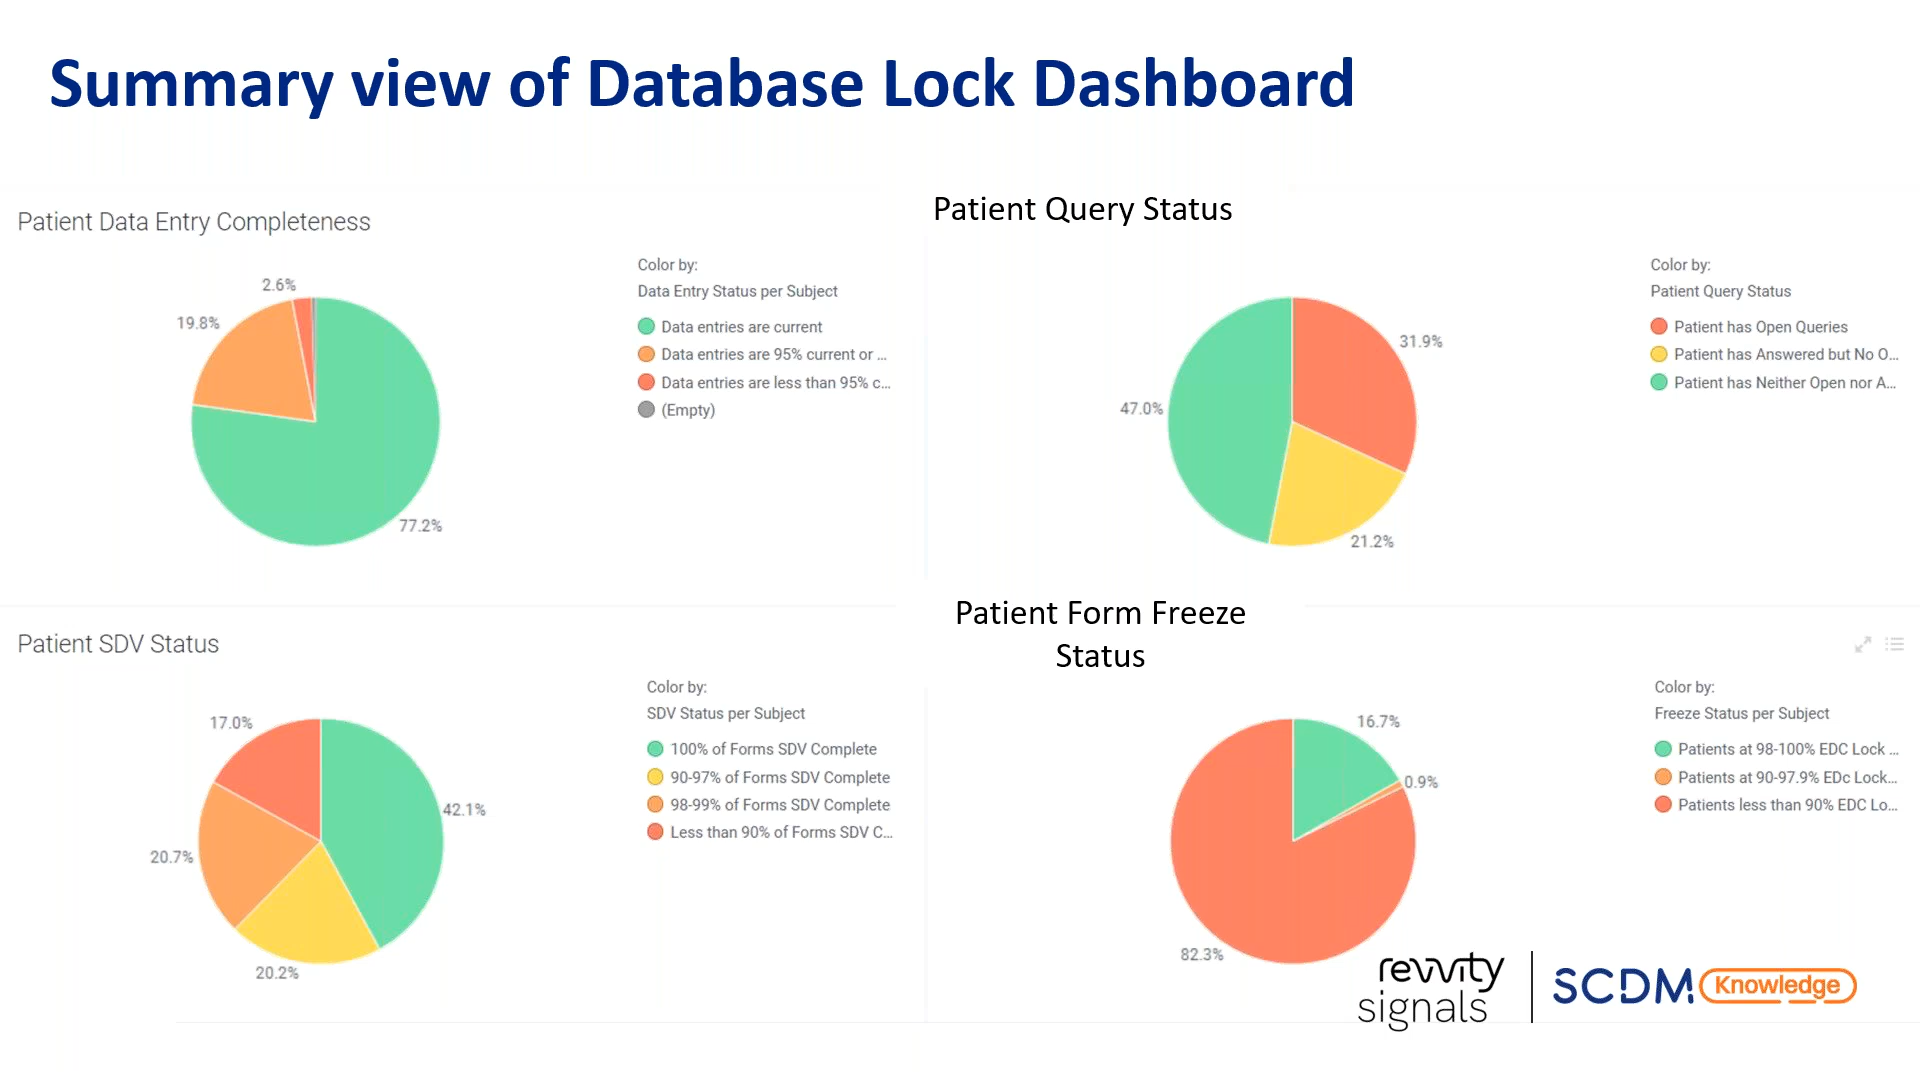 Summary view of Database Lock Dashboard
Patient Data Entry Completeness
2.6%
19.8%
77.2%
Color by:
Data Entry Status per Subject
Data entries are current
Data entries are 95% current or ...
Data entries are less than 95% c...
(Empty)
Patient Query Status
31.9%
47.0%
21.2%
Color by:
Patient Query Status
Patient has Open Queries
Patient has Answered but No O...
Patient has Neither Open nor A...
Patient SDV Status
17.0%
42.1%
20.7%
20.2%
Color by:
SDV Status per Subject
100% of Forms SDV Complete
90-97% of Forms SDV Complete
98-99% of Forms SDV Complete
Less than 90% of Forms SDV C...
Patient Form Freeze
Status
16.7%
0.9%
82.3%
Color by:
Freeze Status per Subject
Patients at 98-100% EDC Lock ...
Patients at 90-97.9% EDc Lock...
Patients less than 90% EDC Lo...
revvity
signals
SCDM Knowledge